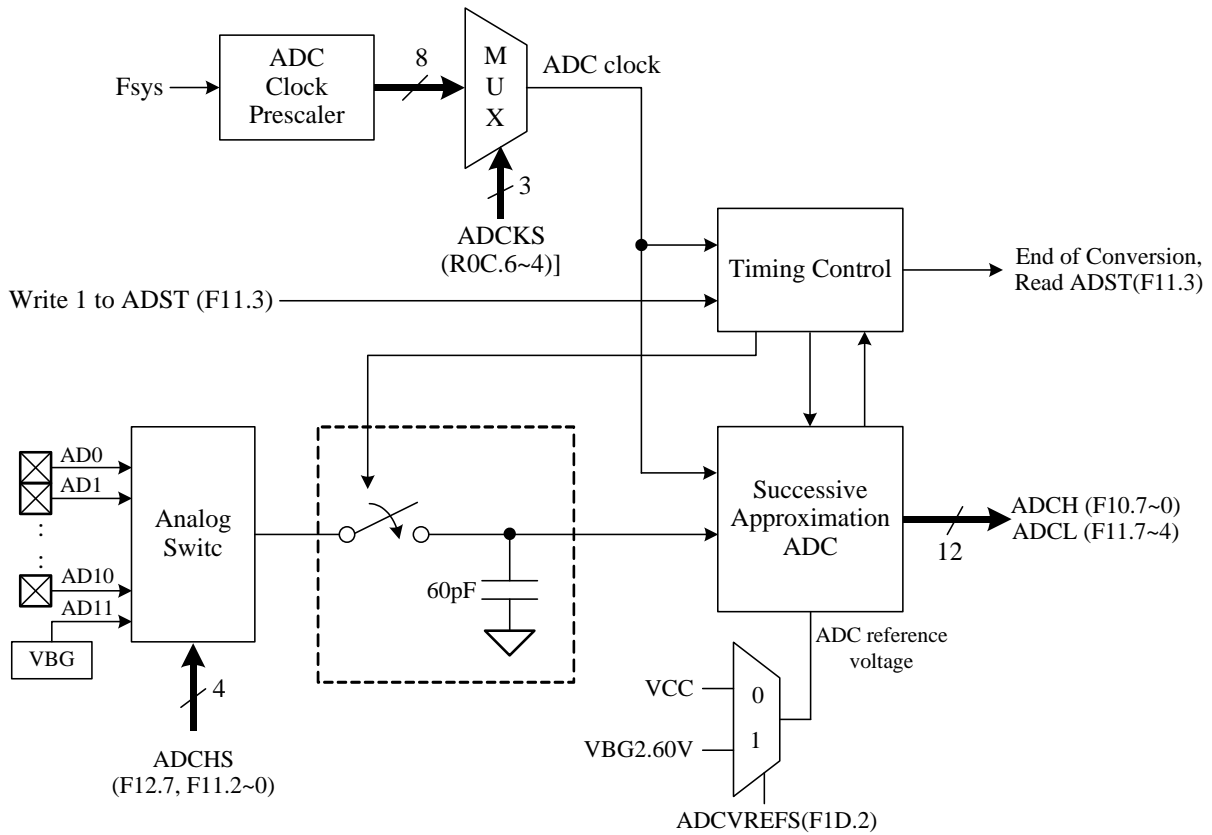 ADC
Clock
Prescaler
Fsys
8
M
U
X
ADC clock
3
ADCKS
(R0C.6~4)]
Write 1 to ADST (F11.3)
Timing Control
End of Conversion,
Read ADST(F11.3)
AD0
AD1
AD10
AD11
VBG
Analog
Switc
4
ADCHS
(F12.7, F11.2~0)
60pF
Successive
Approximation
ADC
12
ADCH (F10.7~0)
ADCL (F11.7~4)
ADC reference
voltage
VCC
0
VBG2.60V
1
ADCVREFS(F1D.2)